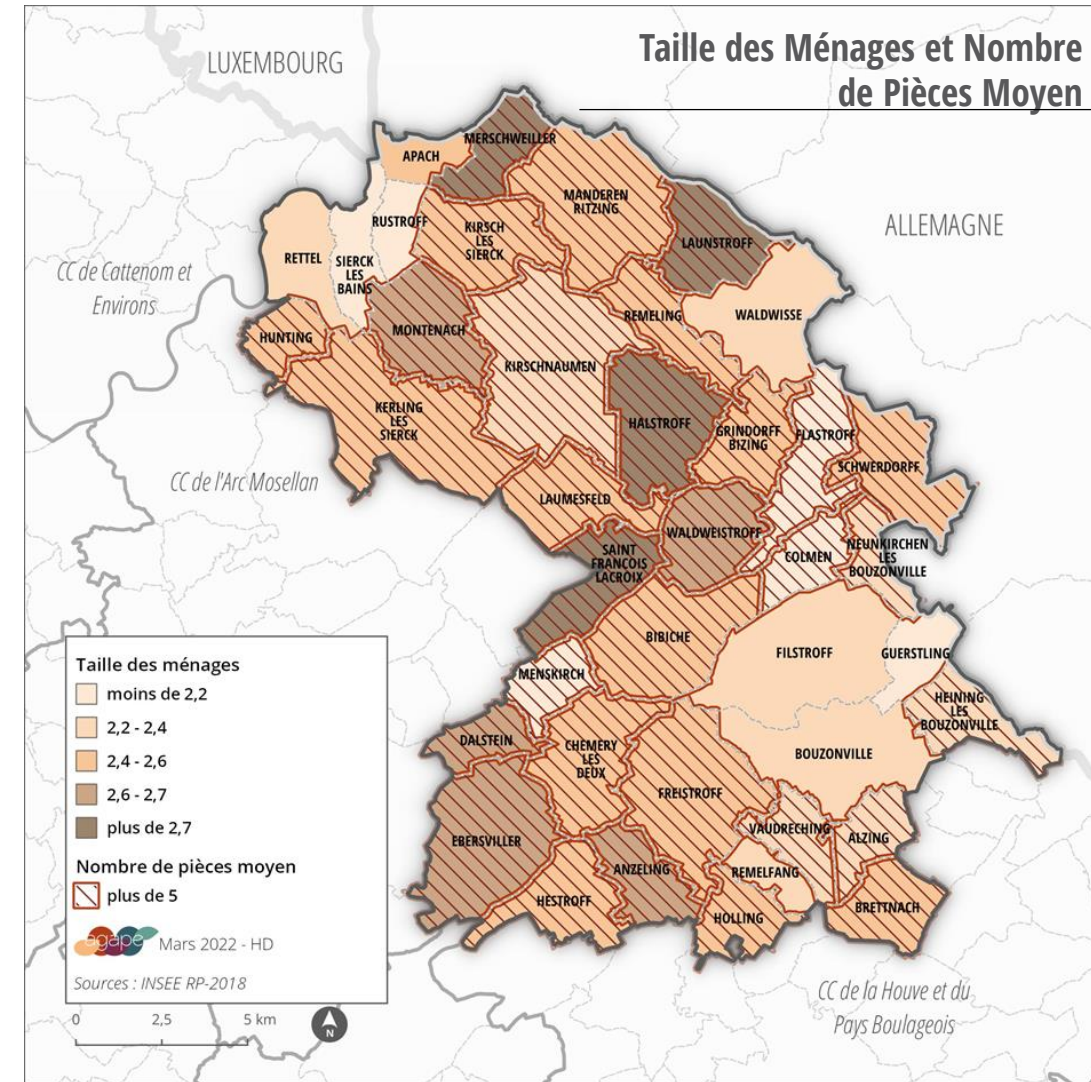 Taille des Ménages et Nombre
de Pièces Moyen
LUXEMBOURG
ALLEMAGNE
CC de Cattenom et
Environs
CC de l'Arc Mosellan
CC de la Houve et du
Pays Boulageois
MERSCHWEILLER
APACH
MANDEREN
RITZING
RUSTROFF
KIRSCH
LES
SIERCK
LAUNSTROFF
RETTEL
SIERCK
LES
BAINS
WALDWISSE
REMELING
MONTENACH
HUNTING
KIRSCHNAUMEN
KERLING
LES
SIERCK
HALSTROFF
GRINDORFF
BIZING
FLASTROFF
SCHWERDORFF
LAUMESFELD
WALDWEISTROFF
NEUNKIRCHEN
LES
BOUZONVILLE
COLMEN
SAINT
FRANCOIS
LACROIX
BIBICHE
FILSTROFF
GUERSTLING
MENSKIRCH
HEINING
LES
BOUZONVILLE
DALSTEIN
CHEMERY
LES
DEUX
BOUZONVILLE
FREISTROFF
EBERSVILLER
VAUDRECHING
ALZING
ANZELING
REMELFANG
HESTROFF
HOLLING
BRETTNACH
Taille des ménages
moins de 2,2
2,2 - 2,4
2,4 - 2,6
2,6 - 2,7
plus de 2,7
Nombre de pièces moyen
plus de 5
agape Mars 2022 - HD
Sources : INSEE RP-2018
0 2,5 5 km
N